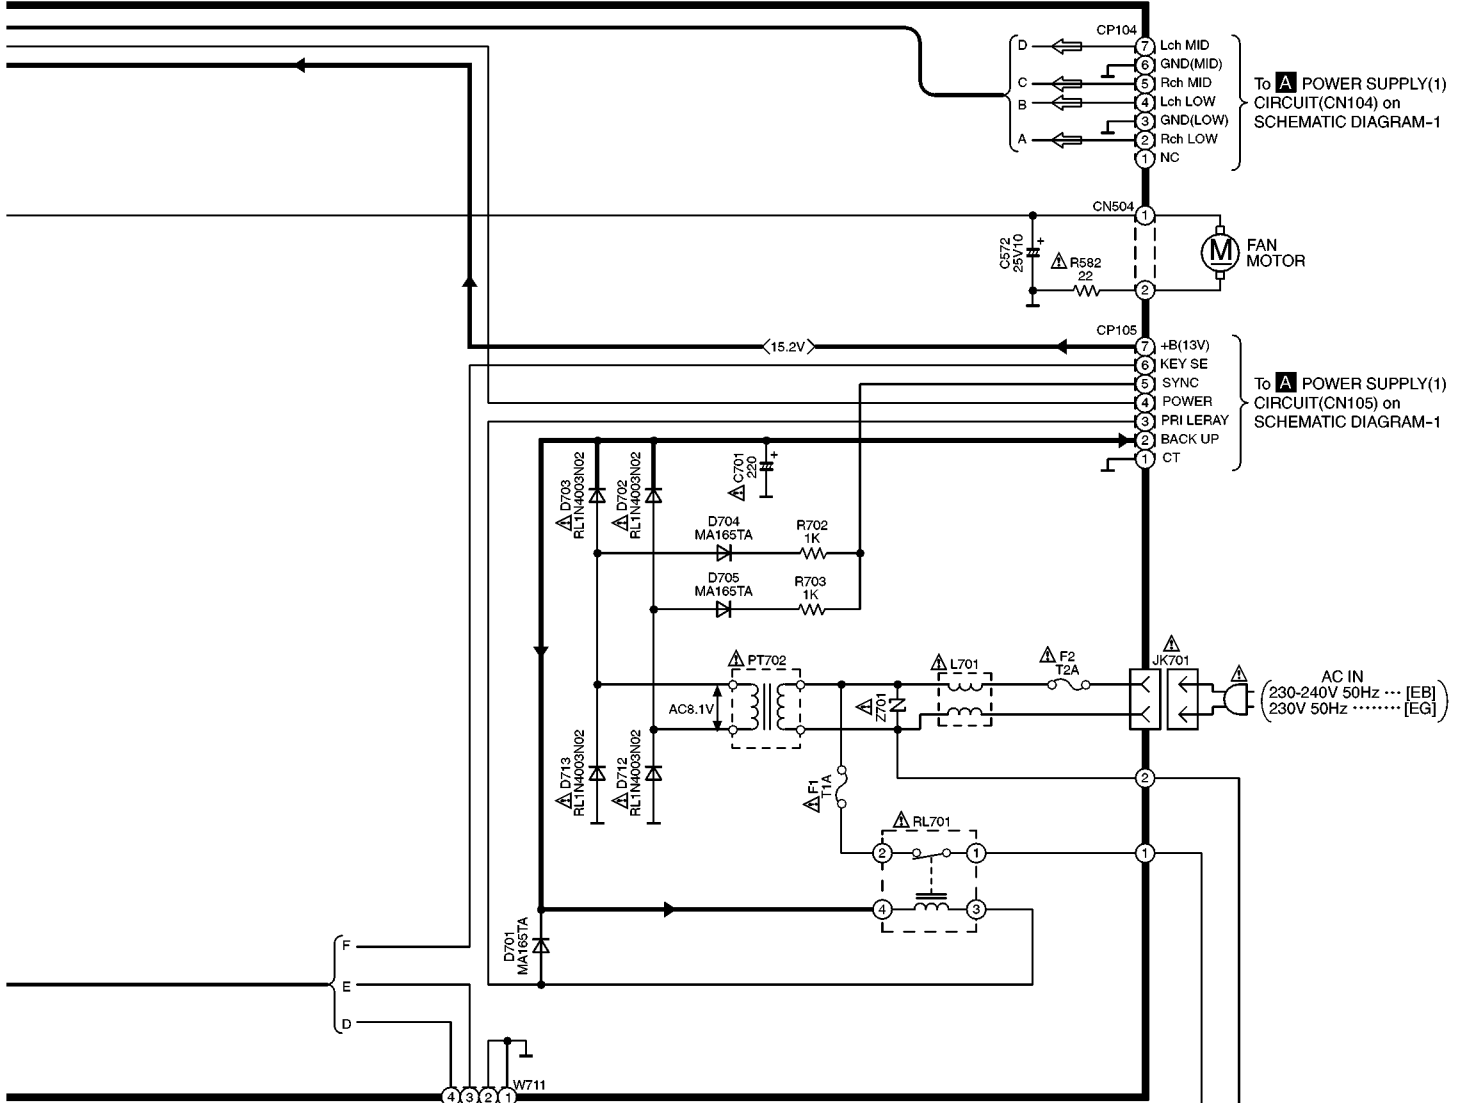 CP104
D 7 Lch MID
6 GND(MID)
C 5 Rch MID
B 4 Lch LOW
3 GND(LOW)
A 2 Rch LOW
1 NC
To A POWER SUPPLY(1)
CIRCUIT(CN104) on
SCHEMATIC DIAGRAM-1
CN504
1
C572
25V10
+
R582
22
2
M
FAN
MOTOR
CP105
15.2V
7 +B(13V)
6 KEY SE
5 SYNC
4 POWER
3 PRI LERAY
2 BACK UP
1 CT
To A POWER SUPPLY(1)
CIRCUIT(CN105) on
SCHEMATIC DIAGRAM-1
D703
RL1N4003N02
D702
RL1N4003N02
C701
220
+
D704
MA165TA
R702
1K
D705
MA165TA
R703
1K
PT702
AC8.1V
Z701
L701
F2
T2A
JK701
AC IN
230-240V 50Hz ··· [EB]
230V 50Hz ········ [EG]
D713
RL1N4003N02
D712
RL1N4003N02
F1
T1A
2
RL701
2 1
1
4 3
D701
MA165TA
F
E
D
W711
4 3 2 1